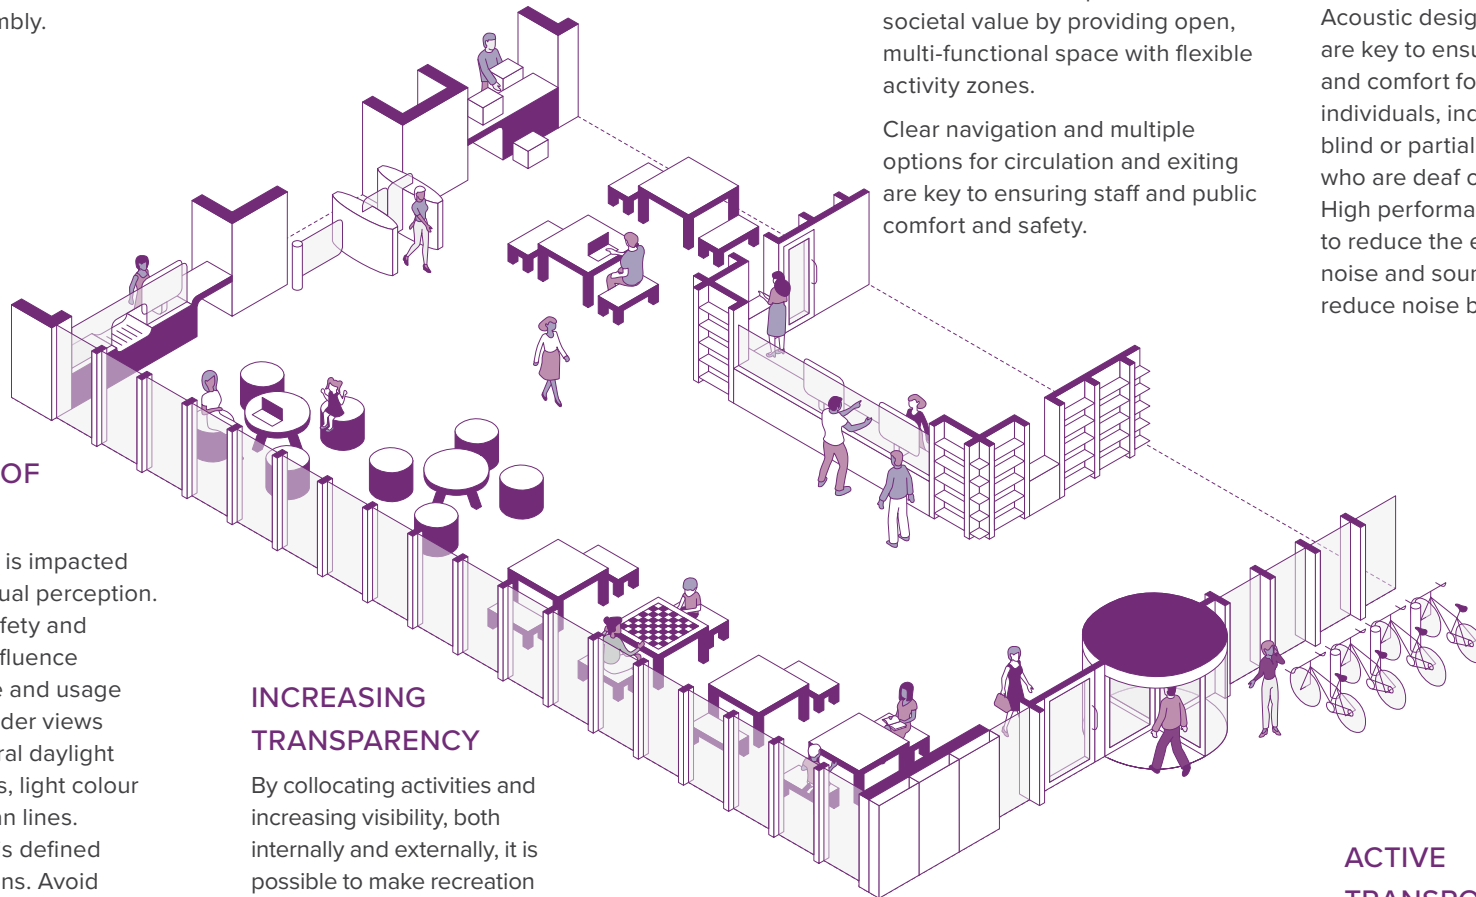 societal value by providing open,
multi-functional space with flexible
activity zones.
Clear navigation and multiple
options for circulation and exiting
are key to ensuring staff and public
comfort and safety.
Acoustic desig
are key to ensu
and comfort fo
individuals, inc
blind or partial
who are deaf o
High performa
to reduce the e
noise and sour
reduce noise b
OF
is impacted
ual perception.
fety and
fluence
e and usage
der views
ral daylight
s, light colour
an lines.
s defined
ns. Avoid
INCREASING
TRANSPARENCY
By collocating activities and
increasing visibility, both
internally and externally, it is
possible to make recreation
ACTIVE